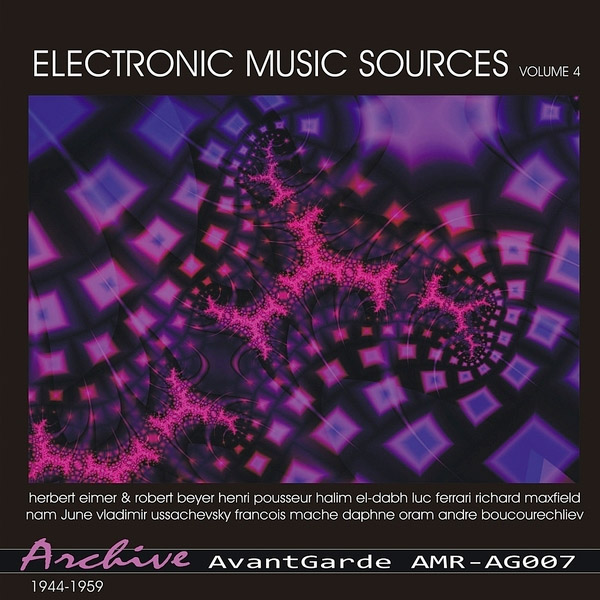 ELECTRONIC MUSIC SOURCES VOLUME 4
herbert eimer & robert beyer henri pousseur halim el-dabh luc ferrari richard maxfield
nam June vladimir ussachevsky francois mache daphne oram andre boucourechliev
Archive AvantGarde AMR-AG007
1944-1959